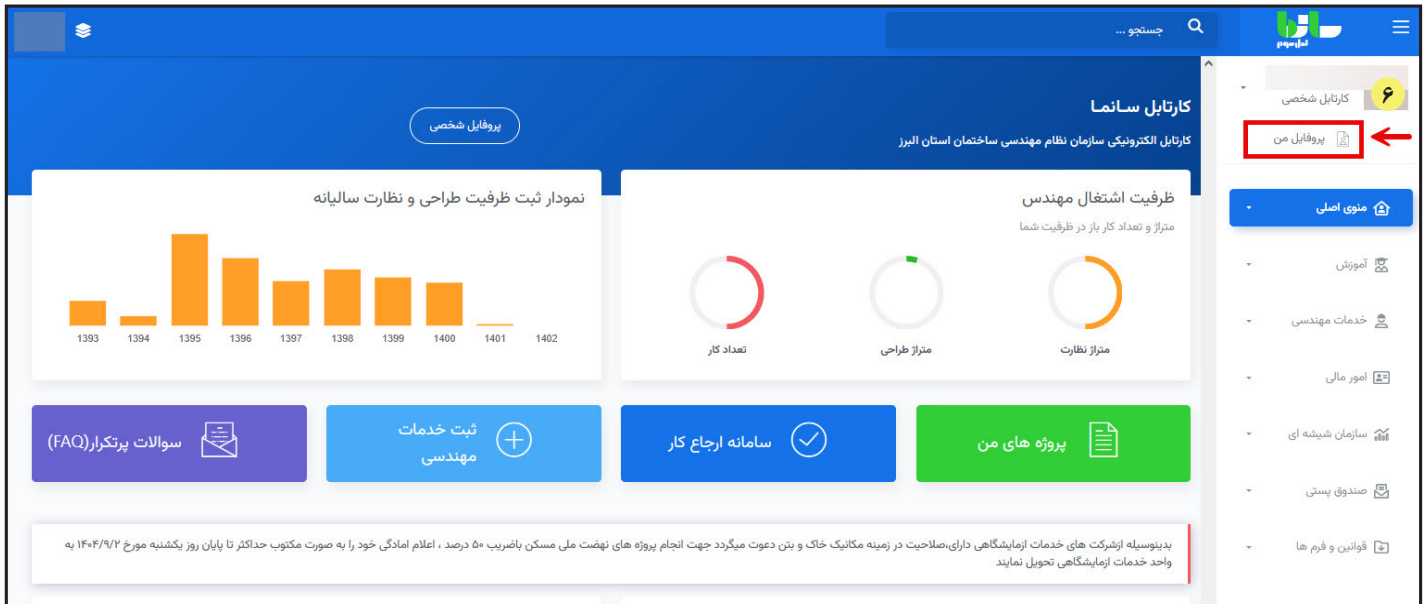 سازه
نسل سوم
جستجو ...
۶
کارتابل شخصی
پروفایل من
منوی اصلی
آموزش
خدمات مهندسی
امور مالی
سازمان شیشه ای
صندوق پستی
قوانین و فرم ها
کارتابل سـانمـا
کارتابل الکترونیکی سازمان نظام مهندسی ساختمان استان البرز
پروفایل شخصی
ظرفیت اشتغال مهندس
متراژ و تعداد کار باز در ظرفیت شما
متراژ نظارت
متراژ طراحی
تعداد کار
نمودار ثبت ظرفیت طراحی و نظارت سالیانه
1393 1394 1395 1396 1397 1398 1399 1400 1401 1402
پروژه های من
سامانه ارجاع کار
ثبت خدمات
مهندسی
سوالات پرتکرار(FAQ)
بدینوسیله ازشرکت های خدمات ازمایشگاهی دارای،صلاحیت در زمینه مکانیک خاک و بتن دعوت میگردد جهت انجام پروژه های نهضت ملی مسکن باضریب ۵۰ درصد ، اعلام امادگی خود را به صورت مکتوب حداکثر تا پایان روز یکشنبه مورخ ۱۴۰۴/۹/۲ به
واحد خدمات ازمایشگاهی تحویل نمایند